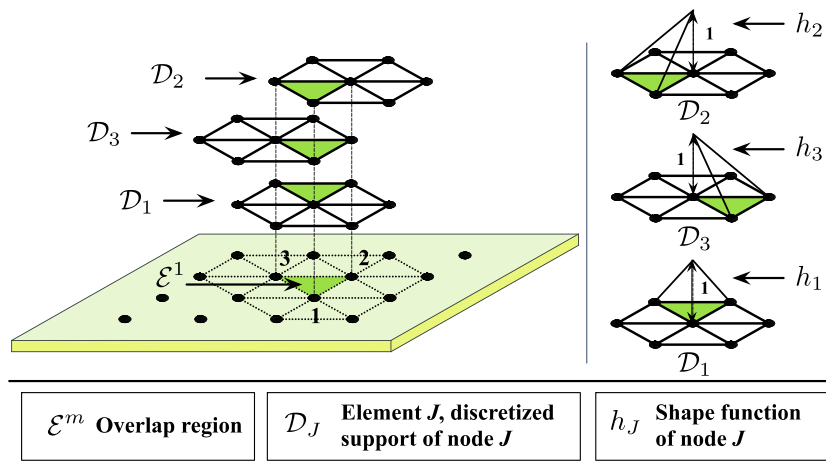 𝒟₂
1
h₂
𝒟₂
𝒟₃
1
h₃
𝒟₃
𝒟₁
ℰ¹
3
2
1
1
h₁
𝒟₁
ℰᵐ Overlap region
𝒟_J Element J, discretized
support of node J
h_J Shape function
of node J